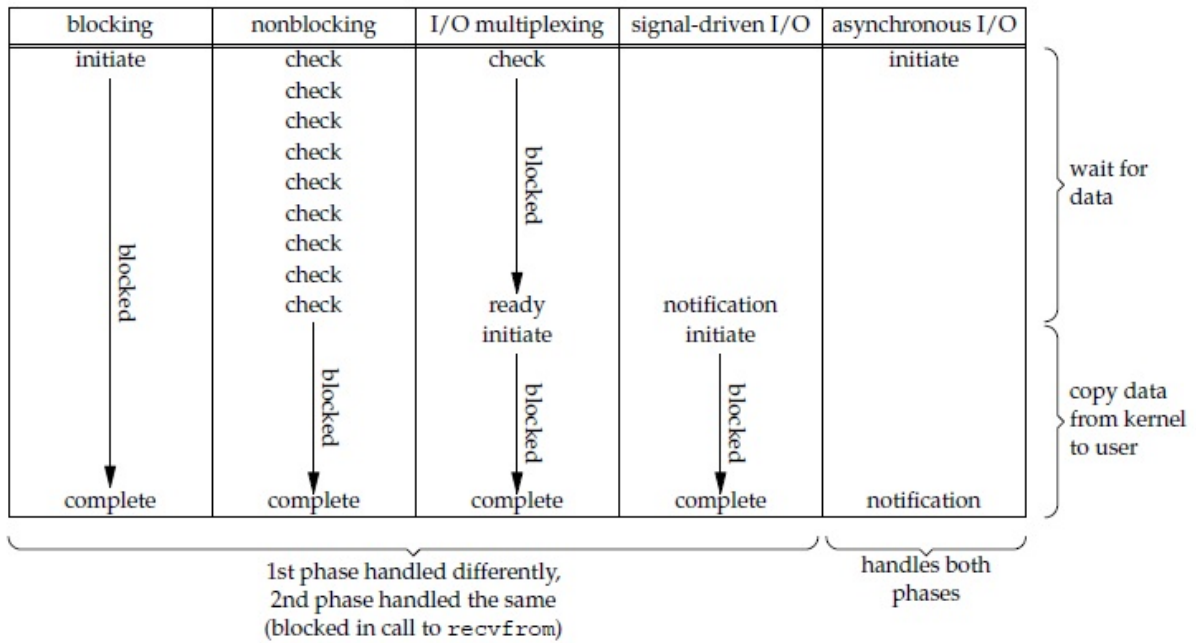 blocking nonblocking I/O multiplexing signal-driven I/O asynchronous I/O
initiate check check initiate
check
check
check
check
check
check
check
check ready notification
initiate initiate
blocked
blocked
blocked
blocked
blocked
complete complete complete complete notification
wait for
data
copy data
from kernel
to user
1st phase handled differently,
2nd phase handled the same
(blocked in call to recvfrom)
handles both
phases